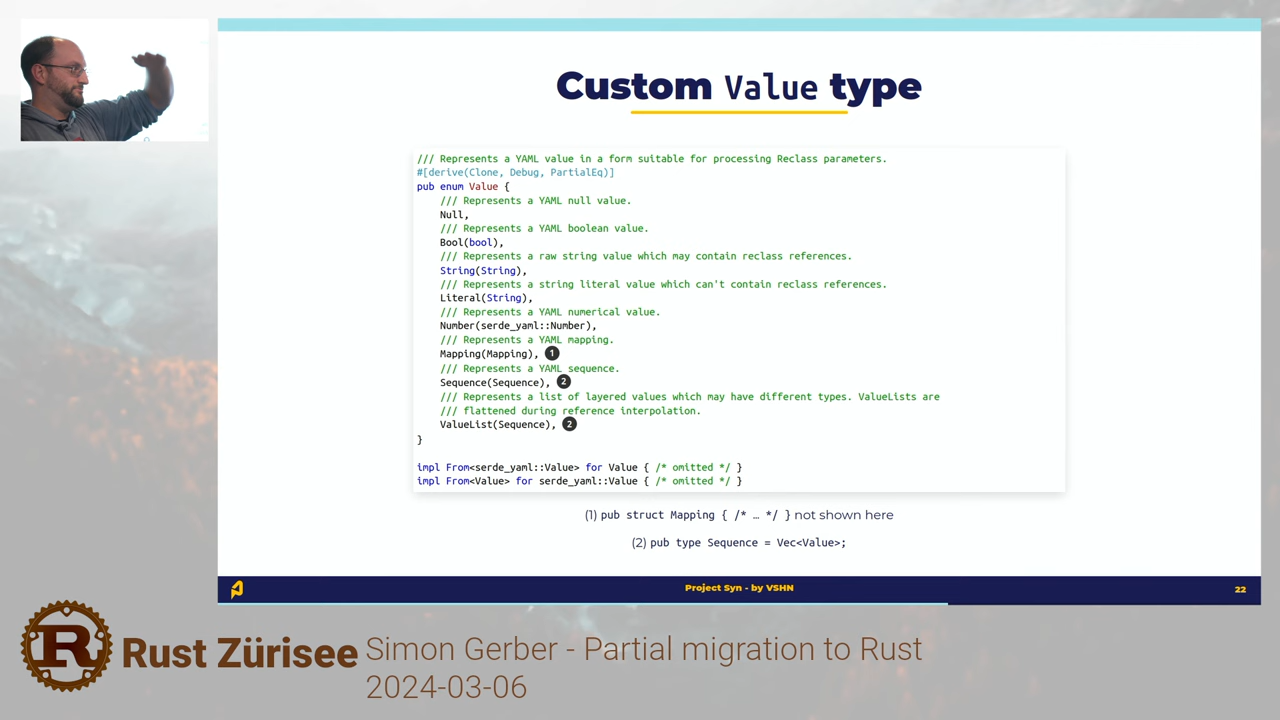 Custom Value type
/// Represents a YAML value in a form suitable for processing Reclass parameters.
#[derive(Clone, Debug, PartialEq)]
pub enum Value {
    /// Represents a YAML null value.
    Null,
    /// Represents a YAML boolean value.
    Bool(bool),
    /// Represents a raw string value which may contain reclass references.
    String(String),
    /// Represents a string literal value which can't contain reclass references.
    Literal(String),
    /// Represents a YAML numerical value.
    Number(serde_yaml::Number),
    /// Represents a YAML mapping.
    Mapping(Mapping), 1
    /// Represents a YAML sequence.
    Sequence(Sequence), 2
    /// Represents a list of layered values which may have different types. ValueLists are
    /// flattened during reference interpolation.
    ValueList(Sequence), 2
}
impl From<serde_yaml::Value> for Value { /* omitted */ }
impl From<Value> for serde_yaml::Value { /* omitted */ }
(1) pub struct Mapping { /* … */ } not shown here
(2) pub type Sequence = Vec<Value>;
Project Syn - by VSHN
22
R
Rust Zürisee
Simon Gerber - Partial migration to Rust
2024-03-06